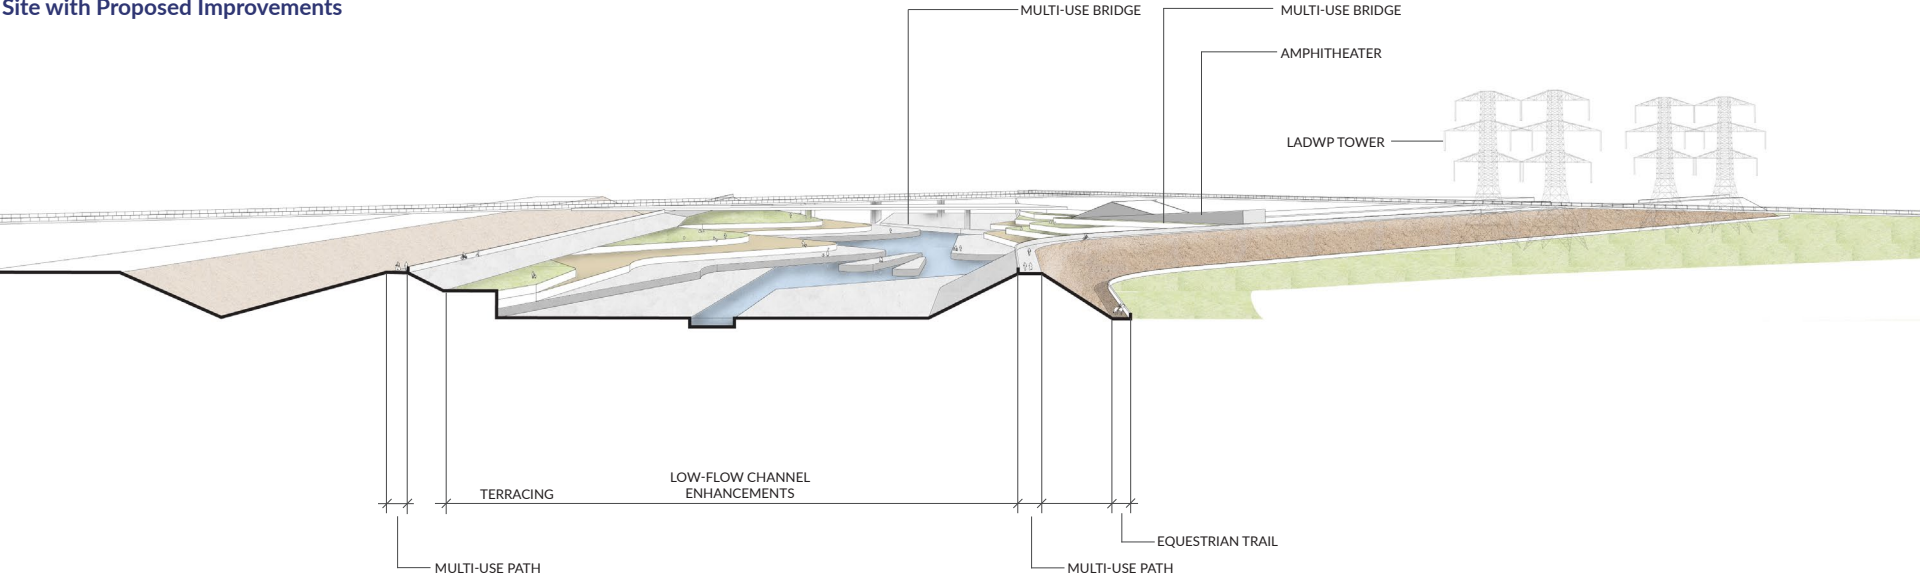 Site with Proposed Improvements
MULTI-USE BRIDGE
MULTI-USE BRIDGE
AMPHITHEATER
LADWP TOWER
TERRACING
LOW-FLOW CHANNEL
ENHANCEMENTS
EQUESTRIAN TRAIL
MULTI-USE PATH
MULTI-USE PATH